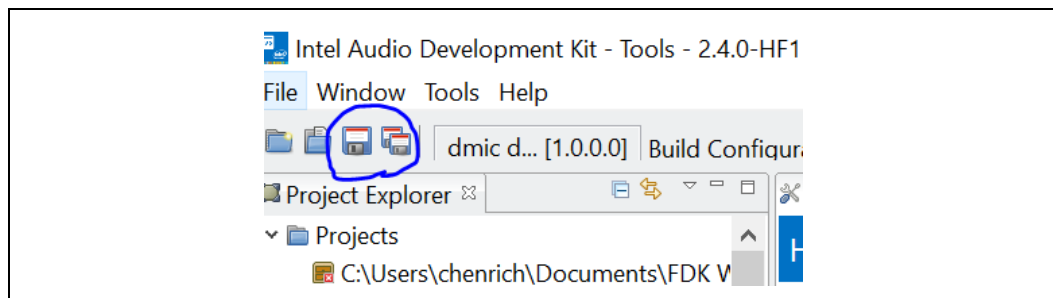 Intel Audio Development Kit - Tools - 2.4.0-HF1
File Window Tools Help
dmic d... [1.0.0.0] Build Configur
Project Explorer
Projects
C:\Users\chenrich\Documents\FDK W
H